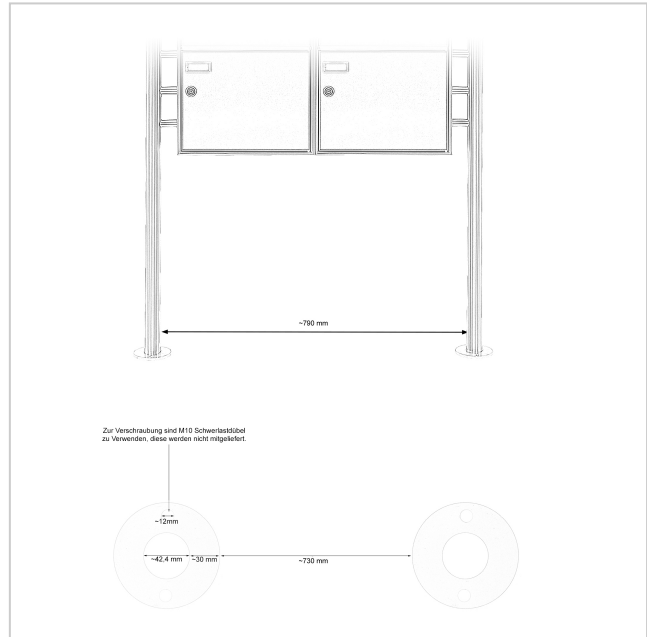 ~790 mm
Zur Verschraubung sind M10 Schwerlastdübel
zu Verwenden, diese werden nicht mitgeliefert.
~12mm
~42,4 mm
~30 mm
~730 mm